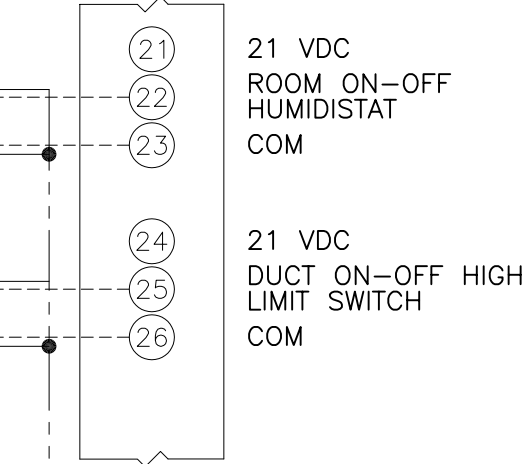 21 21 VDC
22 ROOM ON-OFF
HUMIDISTAT
23 COM
24 21 VDC
25 DUCT ON-OFF HIGH
LIMIT SWITCH
26 COM